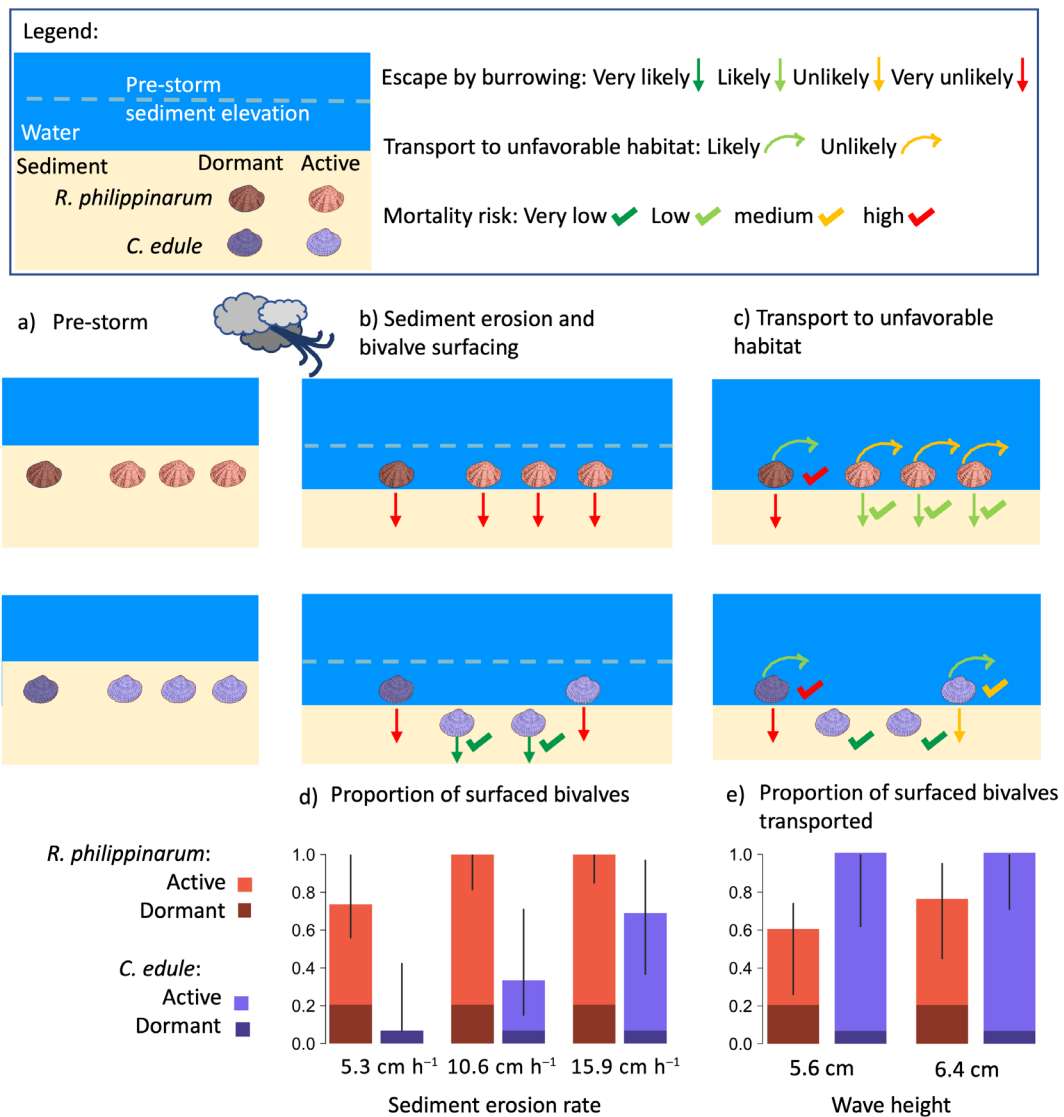 Legend:
Pre-storm
sediment elevation
Water
Sediment
Dormant Active
R. philippinarum
C. edule
Escape by burrowing: Very likely Likely Unlikely Very unlikely
Transport to unfavorable habitat: Likely Unlikely
Mortality risk: Very low Low medium high
a) Pre-storm
b) Sediment erosion and
bivalve surfacing
c) Transport to unfavorable
habitat
d) Proportion of surfaced bivalves
e) Proportion of surfaced bivalves
transported
R. philippinarum:
Active
Dormant
C. edule:
Active
Dormant
1.0
0.8
0.6
0.4
0.2
0.0
5.3 cm h⁻¹ 10.6 cm h⁻¹ 15.9 cm h⁻¹
Sediment erosion rate
1.0
0.8
0.6
0.4
0.2
0.0
5.6 cm 6.4 cm
Wave height